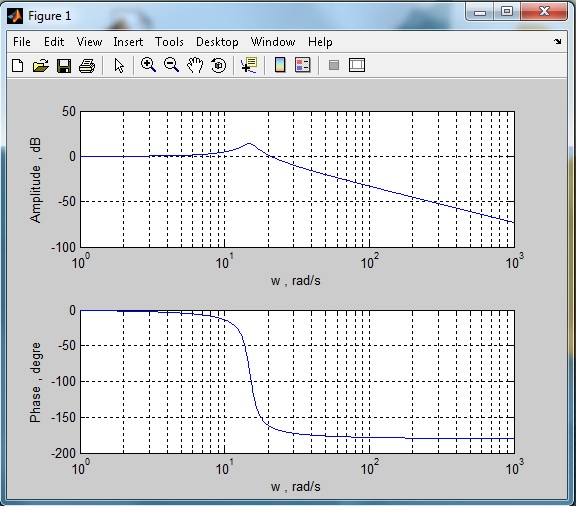 Figure 1
File Edit View Insert Tools Desktop Window Help
50
0
-50
-100
Amplitude , dB
10^0 10^1 10^2 10^3
w , rad/s
0
-50
-100
-150
-200
Phase , degre
10^0 10^1 10^2 10^3
w , rad/s